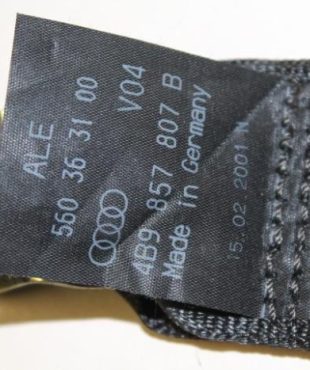 ALE V04
560 36 31 00
4B9 857 807 B
Made in Germany
15.02 2001 N